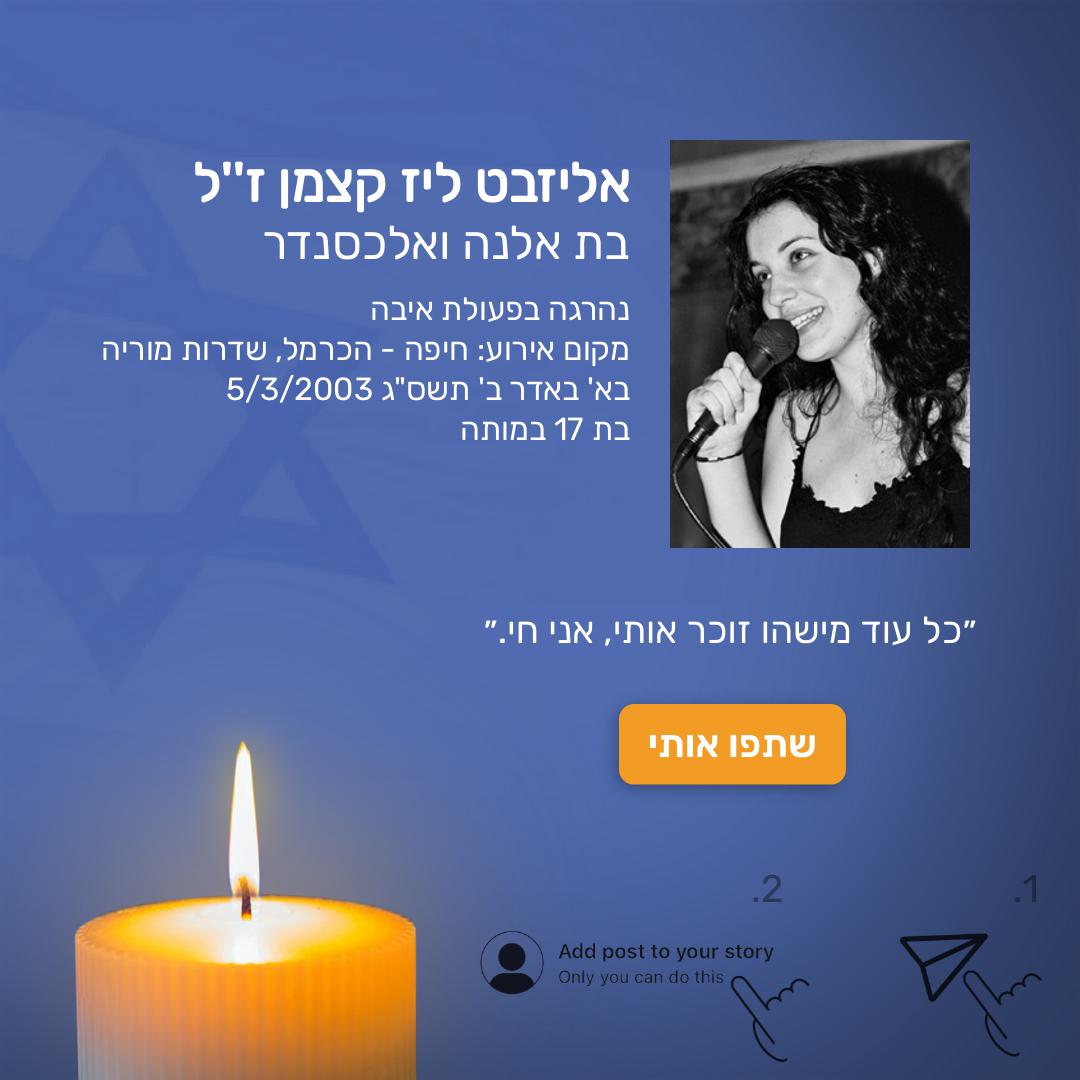 אליזבט ליז קצמן ז''ל
בת אלנה ואלכסנדר
נהרגה בפעולת איבה
מקום אירוע: חיפה - הכרמל, שדרות מוריה
בא' באדר ב' תשס"ג 5/3/2003
בת 17 במותה
״כל עוד מישהו זוכר אותי, אני חי.״
שתפו אותי
1.
2.
Add post to your story
Only you can do this